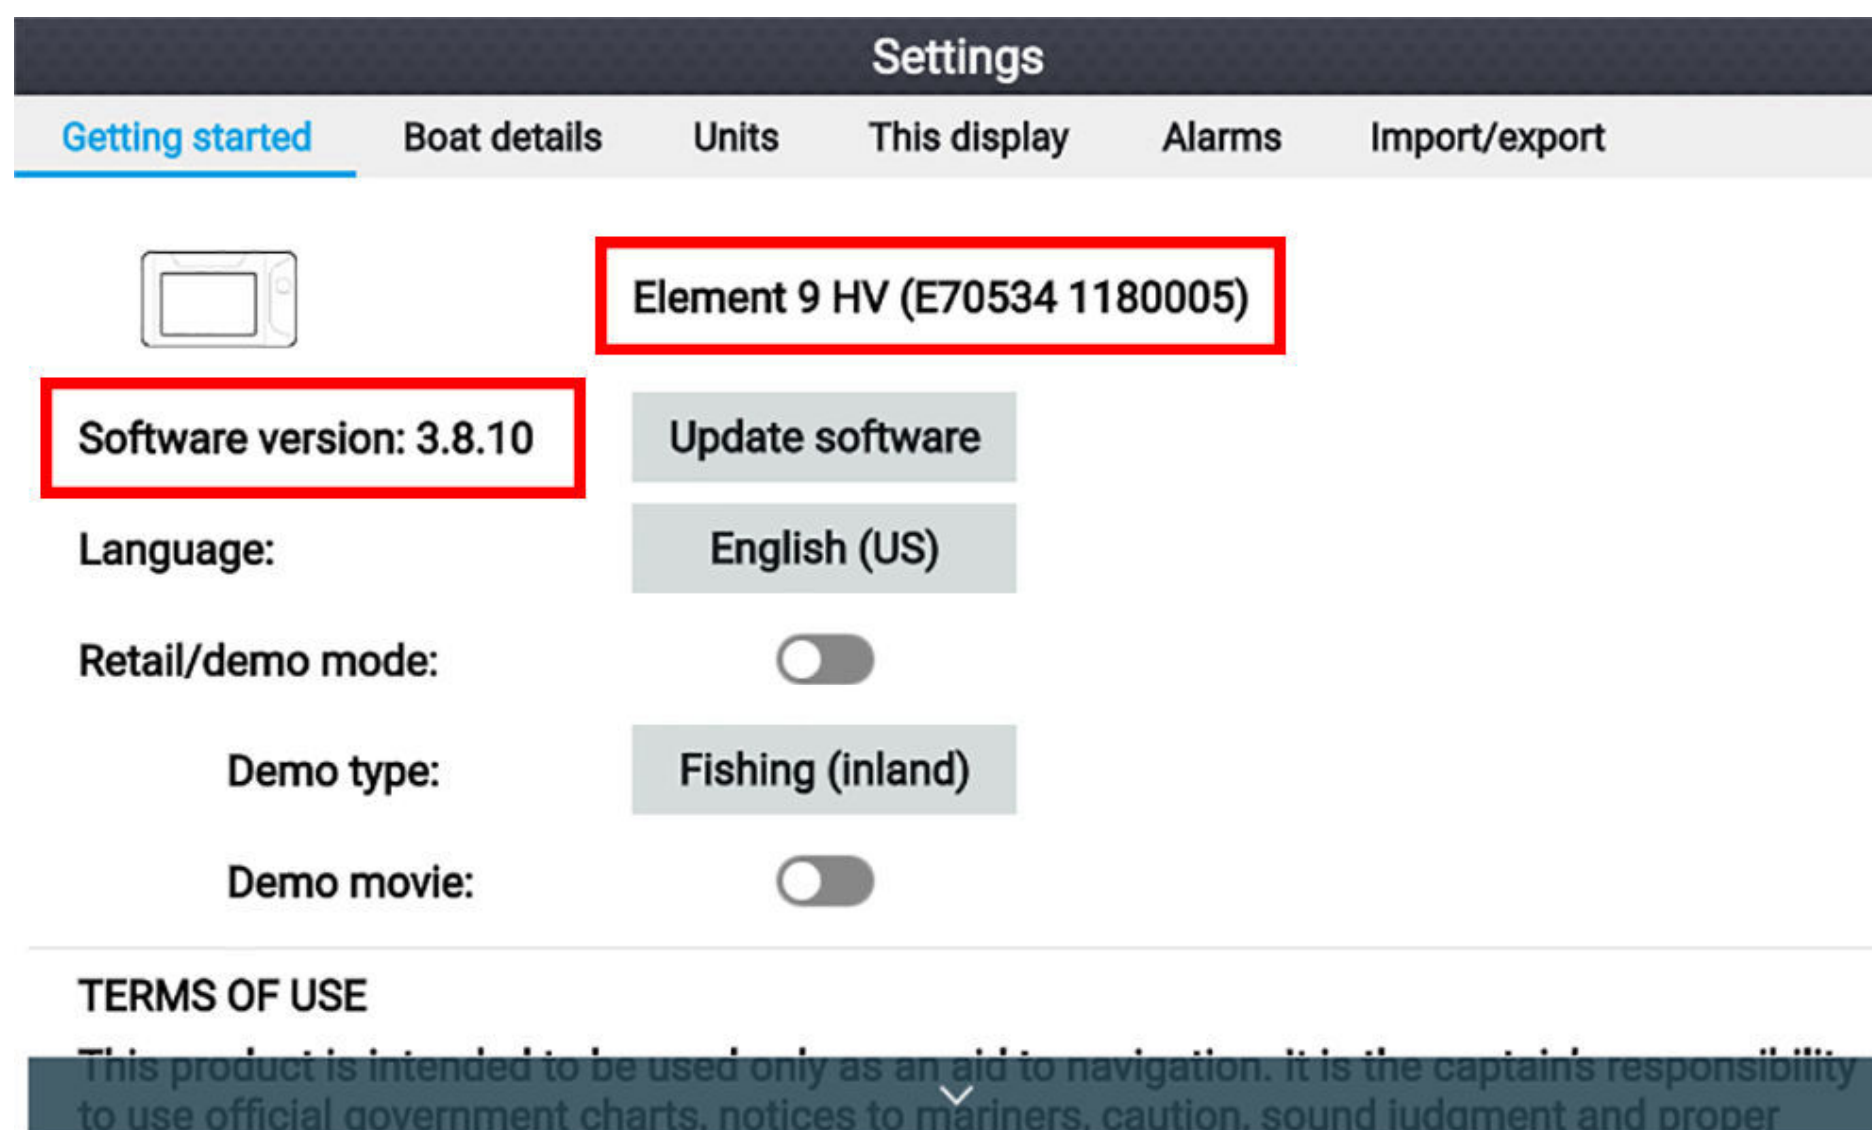 Settings
Getting started Boat details Units This display Alarms Import/export
Element 9 HV (E70534 1180005)
Software version: 3.8.10 Update software
Language: English (US)
Retail/demo mode:
Demo type: Fishing (inland)
Demo movie:
TERMS OF USE
This product is intended to be used only as an aid to navigation. It is the captain's responsibility
to use official government charts, notices to mariners, caution, sound judgment and proper